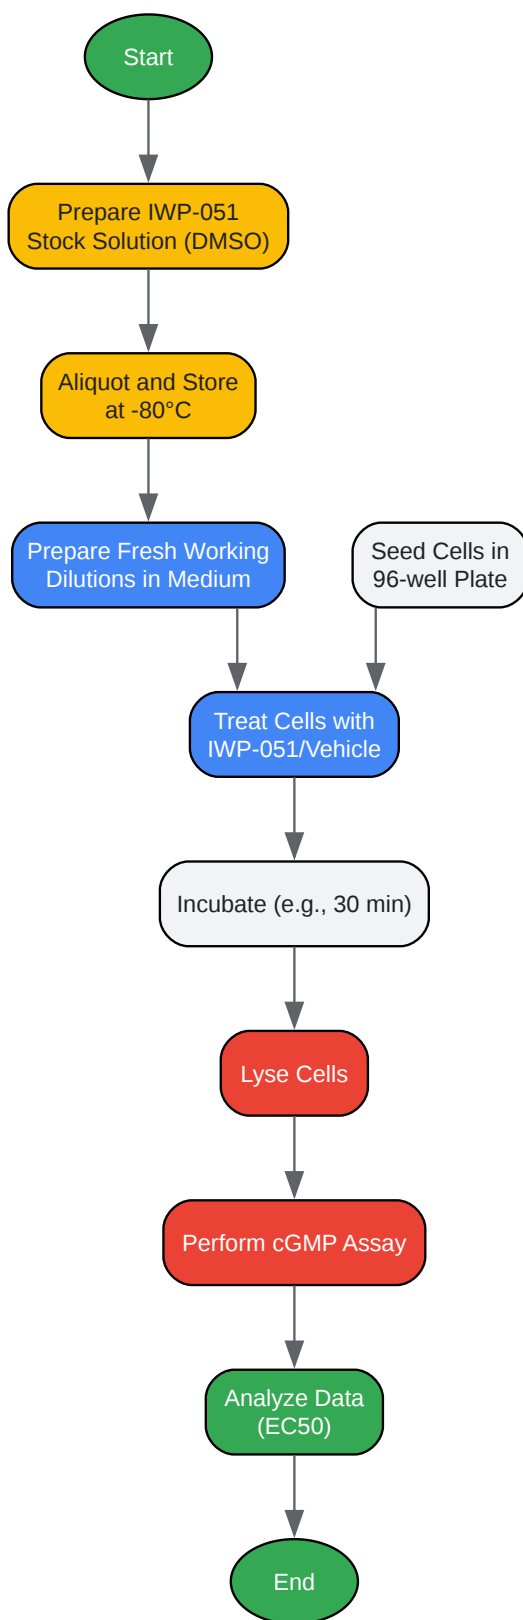 Start
Prepare IWP-051
Stock Solution (DMSO)
Aliquot and Store
at -80°C
Prepare Fresh Working
Dilutions in Medium
Seed Cells in
96-well Plate
Treat Cells with
IWP-051/Vehicle
Incubate (e.g., 30 min)
Lyse Cells
Perform cGMP Assay
Analyze Data
(EC50)
End